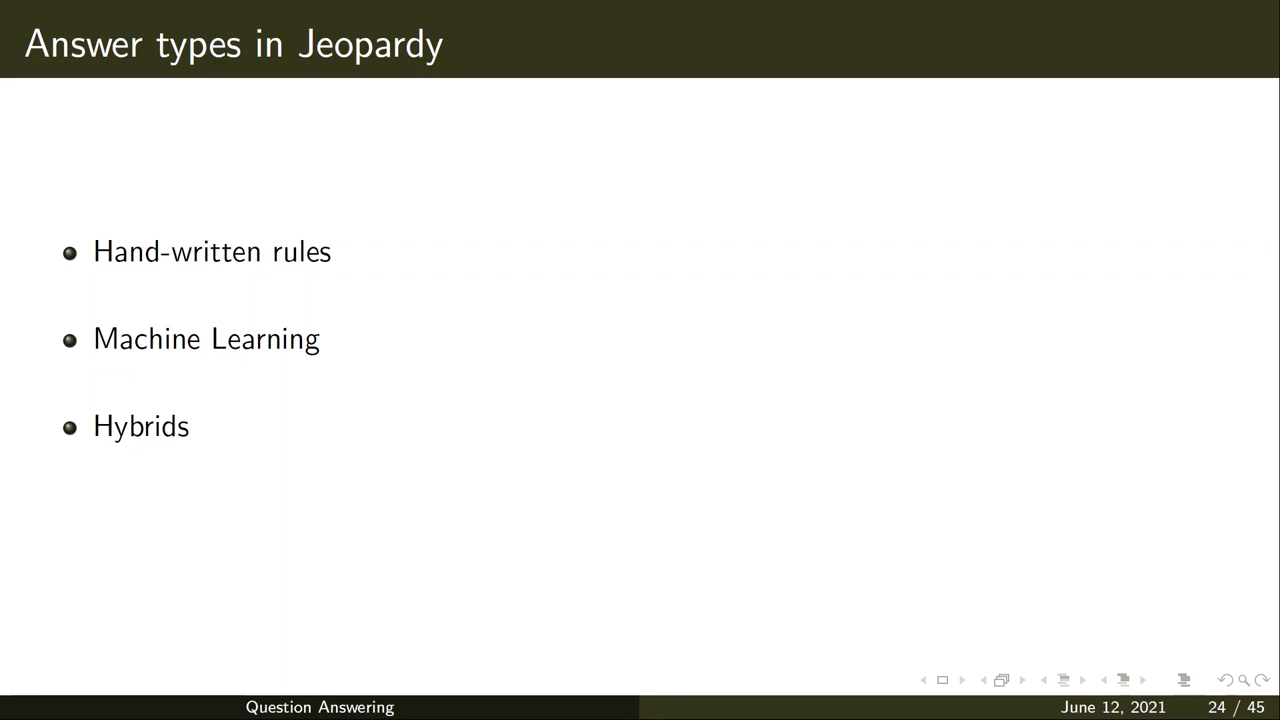 Answer types in Jeopardy
Hand-written rules
Machine Learning
Hybrids
Question Answering
June 12, 2021
24 / 45